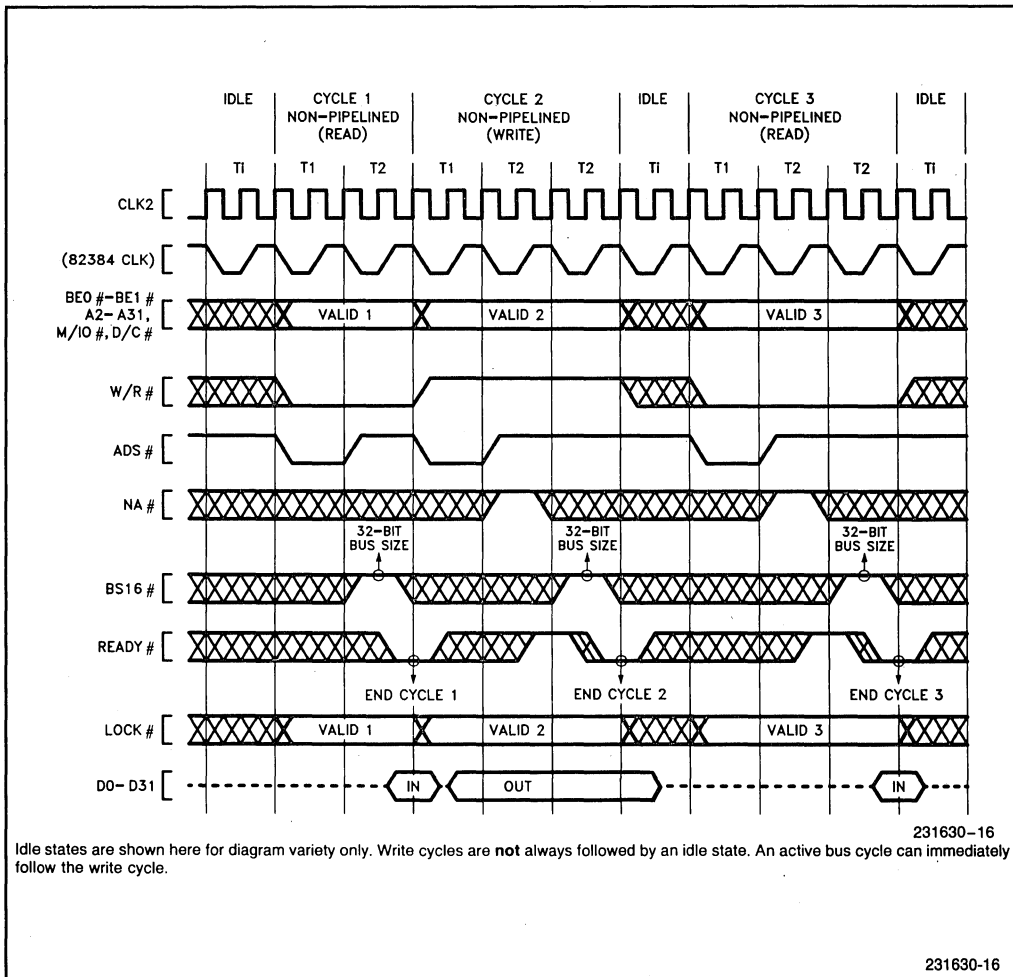 IDLE CYCLE 1 CYCLE 2 IDLE CYCLE 3 IDLE
NON-PIPELINED NON-PIPELINED NON-PIPELINED
(READ) (WRITE) (READ)
Ti T1 T2 T1 T2 T2 Ti T1 T2 T2 Ti
CLK2
(82384 CLK)
BE0 #-BE1 #
A2-A31,
M/IO #, D/C #
VALID 1 VALID 2 VALID 3
W/R #
ADS #
NA #
32-BIT 32-BIT 32-BIT
BUS SIZE BUS SIZE BUS SIZE
BS16 #
READY #
END CYCLE 1 END CYCLE 2 END CYCLE 3
LOCK # VALID 1 VALID 2 VALID 3
D0-D31 IN OUT IN
231630-16
Idle states are shown here for diagram variety only. Write cycles are not always followed by an idle state. An active bus cycle can immediately
follow the write cycle.
231630-16